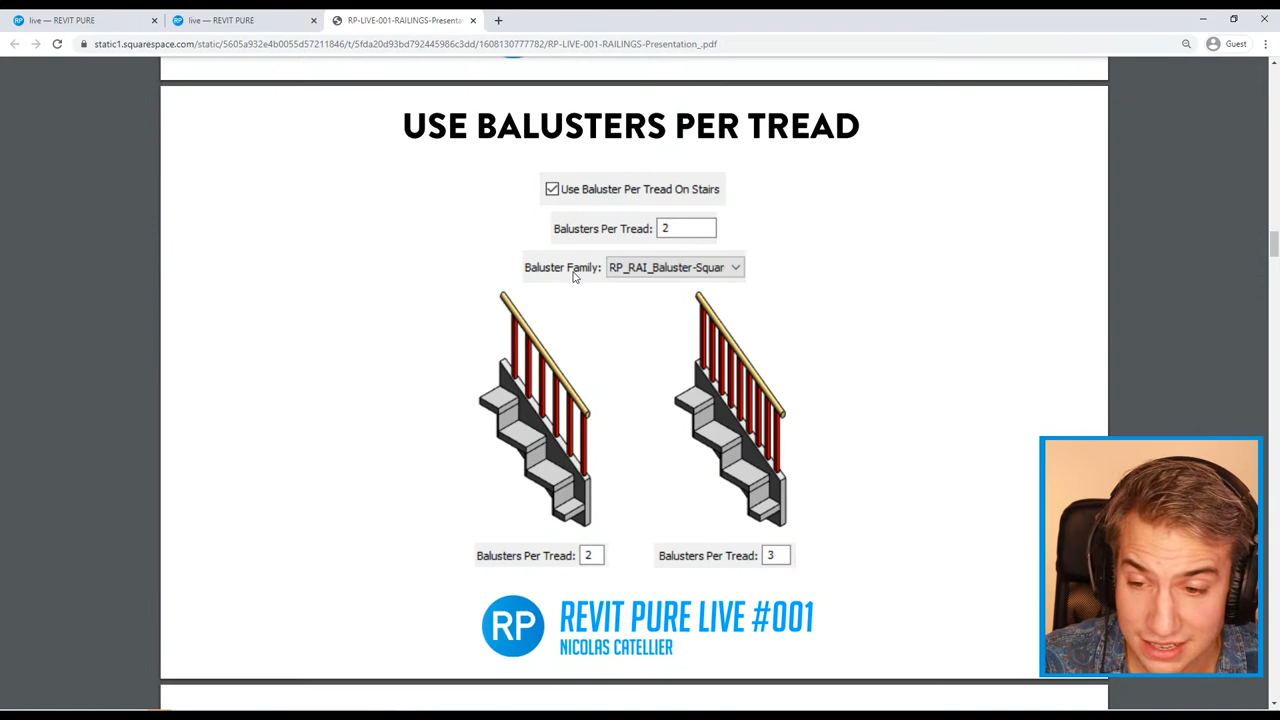 live — REVIT PURE
live — REVIT PURE
RP-LIVE-001-RAILINGS-Presenta
static1.squarespace.com/static/5605a932e4b0055d57211846/t/5fda20d93bd792445986c3dd/1608130777782/RP-LIVE-001-RAILINGS-Presentation_.pdf
Guest
USE BALUSTERS PER TREAD
Use Baluster Per Tread On Stairs
Balusters Per Tread: 2
Baluster Family: RP_RAI_Baluster-Squar
Balusters Per Tread: 2
Balusters Per Tread: 3
RP
REVIT PURE LIVE #001
NICOLAS CATELLIER